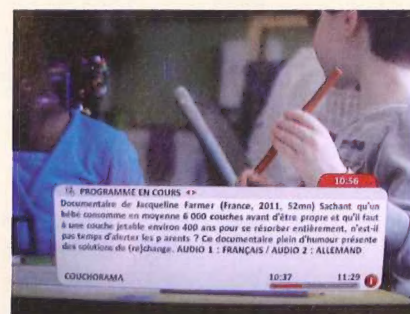 10:56
PROGRAMME EN COURS
Documentaire de Jacqueline Farmer (France, 2011, 52mn) Sachant qu'un
bébé consomme en moyenne 6 000 couches avant d'être propre et qu'il faut
à une couche jetable environ 400 ans pour se résorber entièrement, n'est-il
pas temps d'alerter les p arents ? Ce documentaire plein d'humour présente
des solutions de (re)change. AUDIO 1 : FRANÇAIS / AUDIO 2 : ALLEMAND
COUCHORAMA 10:37 11:29